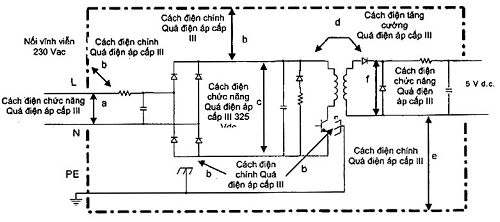 Cách điện chính
Quá điện áp cấp
III
b
d
Cách điện tăng
cường
Quá điện áp cấp III
Nối vĩnh viễn
230 Vac
Cách điện chính
Quá điện áp cấp III
b
L
Cách điện chức năng
Quá điện áp cấp III
a
N
Cách điện
chức năng
Quá điện áp
cấp III 325
Vdc
c
f
Cách điện
chức năng
Quá điện
áp cấp III
5 V d.c.
b
Cách điện
chính Quá
điện áp cấp III
b
Cách điện chính
Quá điện áp cấp III
e
PE